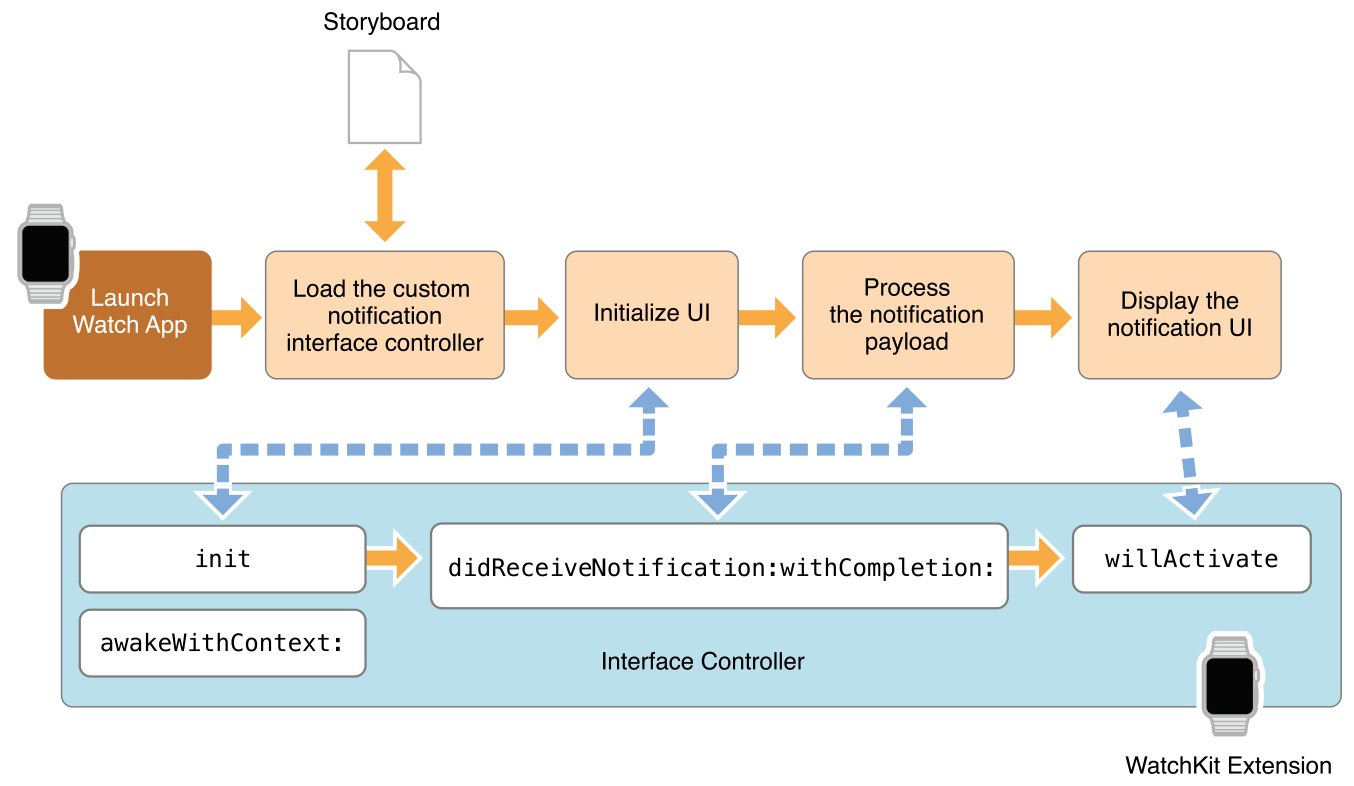 Storyboard
Launch
Watch App
Load the custom
notification
interface controller
Initialize UI
Process
the notification
payload
Display the
notification UI
init
didReceiveNotification:withCompletion:
willActivate
awakeWithContext:
Interface Controller
WatchKit Extension